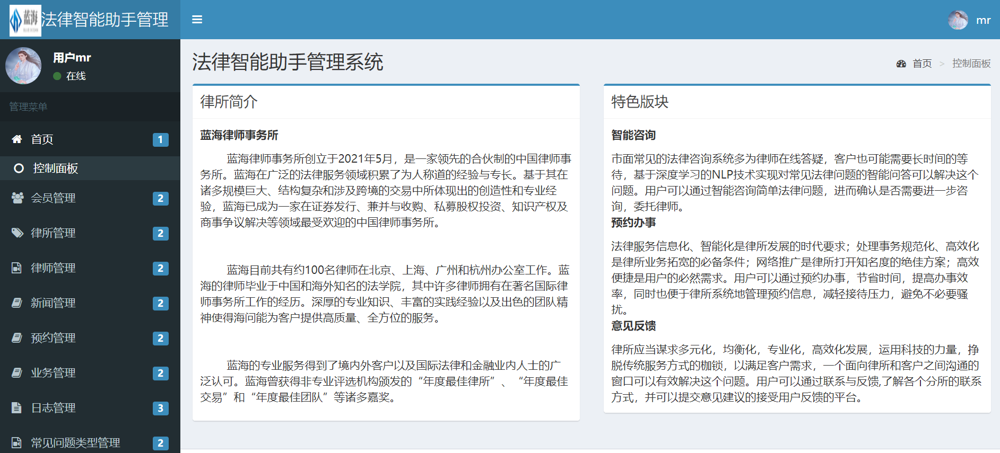 蓝海
BLUE OCEAN
法律智能助手管理
mr
用户mr
在线
管理菜单
首页 1
控制面板
会员管理 2
律所管理 2
律师管理 2
新闻管理 2
预约管理 2
业务管理 2
日志管理 3
常见问题类型管理 2
法律智能助手管理系统
首页 > 控制面板
律所简介
蓝海律师事务所
蓝海律师事务所创立于2021年5月，是一家领先的合伙制的中国律师事
务所。蓝海在广泛的法律服务领域积累了为人称道的经验与专长。基于其在
诸多规模巨大、结构复杂和涉及跨境的交易中所体现出的创造性和专业经
验，蓝海已成为一家在证券发行、兼并与收购、私募股权投资、知识产权及
商事争议解决等领域最受欢迎的中国律师事务所。
蓝海目前共有约100名律师在北京、上海、广州和杭州办公室工作。蓝
海的律师毕业于中国和海外知名的法学院，其中许多律师拥有在著名国际律
师事务所工作的经历。深厚的专业知识、丰富的实践经验以及出色的团队精
神使得海问能为客户提供高质量、全方位的服务。
蓝海的专业服务得到了境内外客户以及国际法律和金融业内人士的广
泛认可。蓝海曾获得非专业评选机构颁发的“年度最佳律所”、“年度最佳
交易”和“年度最佳团队”等诸多嘉奖。
特色版块
智能咨询
市面常见的法律咨询系统多为律师在线答疑，客户也可能需要长时间的等
待，基于深度学习的NLP技术实现对常见法律问题的智能问答可以解决这个
问题。用户可以通过智能咨询简单法律问题，进而确认是否需要进一步咨
询，委托律师。
预约办事
法律服务信息化、智能化是律所发展的时代要求；处理事务规范化、高效化
是律所业务拓宽的必备条件；网络推广是律所打开知名度的绝佳方案；高效
便捷是用户的必然需求。用户可以通过预约办事，节省时间，提高办事效
率，同时也便于律所系统地管理预约信息，减轻接待压力，避免不必要骚
扰。
意见反馈
律所应当谋求多元化，均衡化，专业化，高效化发展，运用科技的力量，挣
脱传统服务方式的枷锁，以满足客户需求，一个面向律所和客户之间沟通的
窗口可以有效解决这个问题。用户可以通过联系与反馈,了解各个分所的联系
方式，并可以提交意见建议的接受用户反馈的平台。